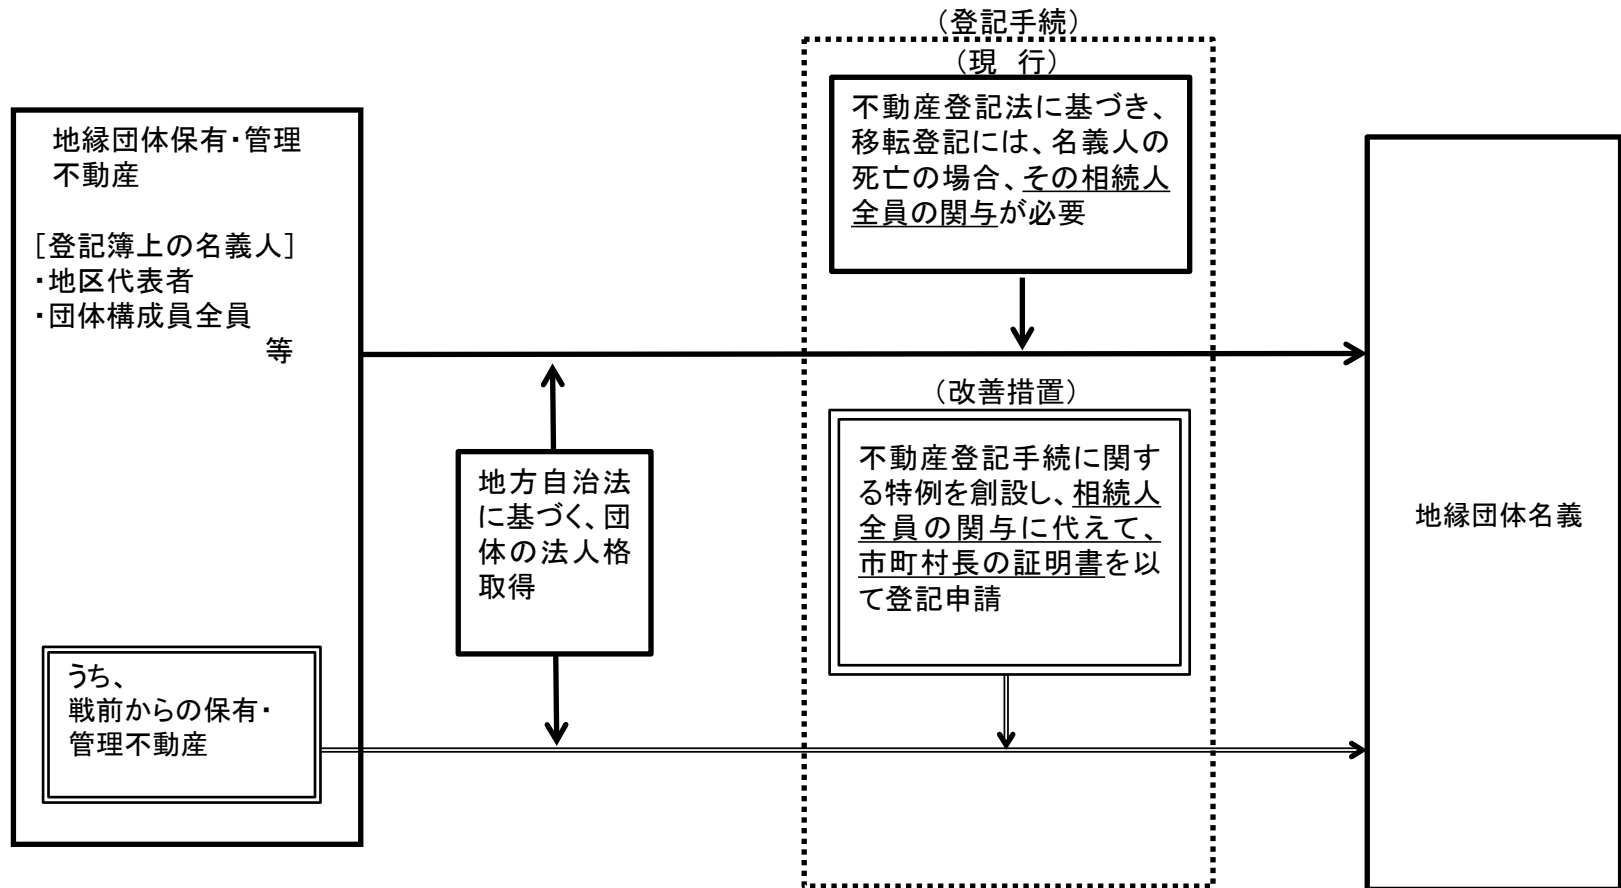 （登記手続）
（現　行）
不動産登記法に基づき、
移転登記には、名義人の
死亡の場合、その相続人
全員の関与が必要
地縁団体保有・管理
不動産
［登記簿上の名義人］
・地区代表者
・団体構成員全員
等
（改善措置）
不動産登記手続に関す
る特例を創設し、相続人
全員の関与に代えて、
市町村長の証明書を以
て登記申請
地方自治法
に基づく、団
体の法人格
取得
地縁団体名義
うち、
戦前からの保有・
管理不動産